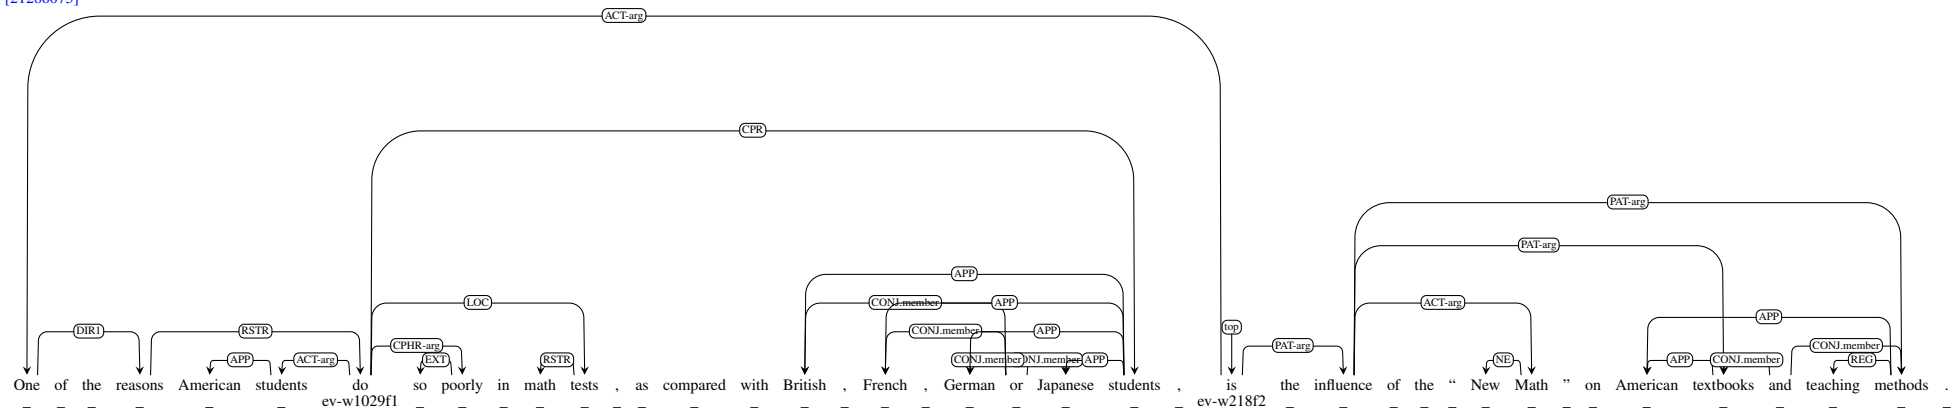 [21286075]
ACT-arg
CPR
PAT-arg
PAT-arg
APP
LOC CONJ.member APP ACT-arg
APP
top
DIR1 RSTR CONJ.member APP
CPHR-arg PAT-arg CONJ.member
APP ACT-arg EXT RSTR CONJ.member APP NE APP CONJ.member REG
One of the reasons American students do so poorly in math tests , as compared with British , French , German or Japanese students , is the influence of the “ New Math ” on American textbooks and teaching methods .
ev-w1029f1 ev-w218f2